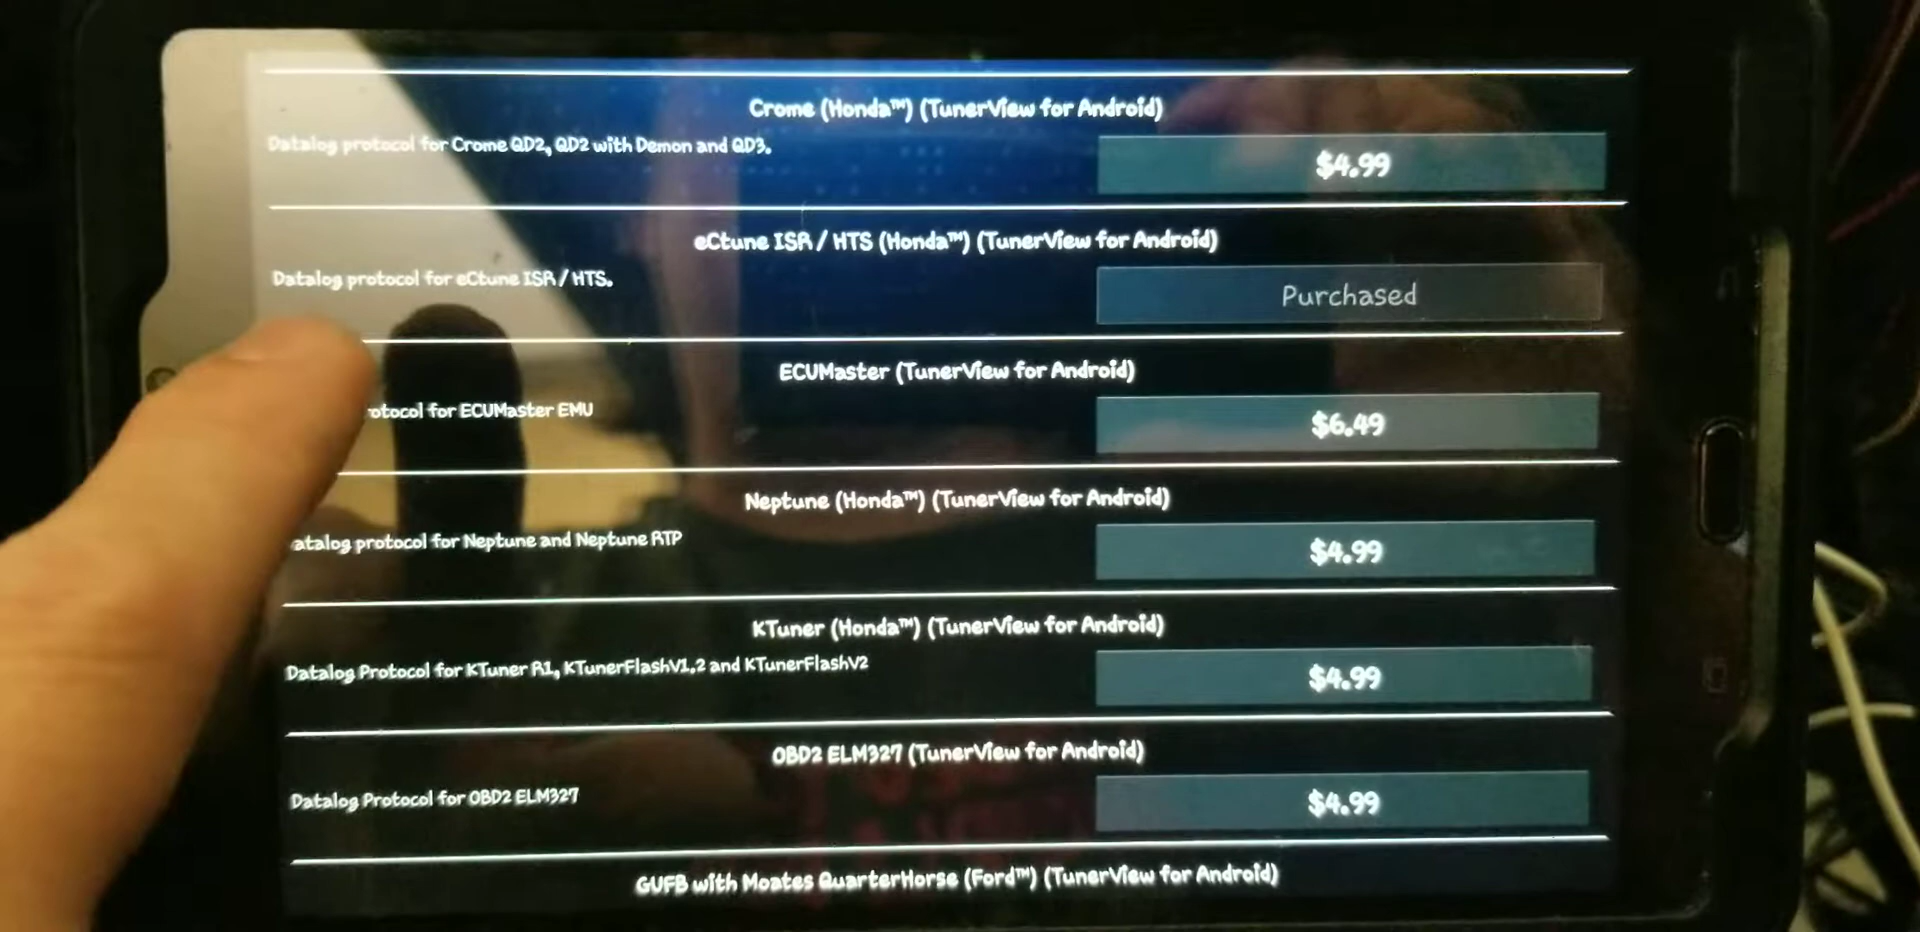 Crome (Honda™) (TunerView for Android)
Datalog protocol for Crome QD2, QD2 with Demon and QD3.
$4.99
eCtune ISR / HTS (Honda™) (TunerView for Android)
Datalog protocol for eCtune ISR / HTS.
Purchased
ECUMaster (TunerView for Android)
otocol for ECUMaster EMU
$6.49
Neptune (Honda™) (TunerView for Android)
atalog protocol for Neptune and Neptune RTP
$4.99
KTuner (Honda™) (TunerView for Android)
Datalog Protocol for KTuner R1, KTunerFlashV1.2 and KTunerFlashV2
$4.99
OBD2 ELM327 (TunerView for Android)
Datalog Protocol for OBD2 ELM327
$4.99
GUFB with Moates QuarterHorse (Ford™) (TunerView for Android)